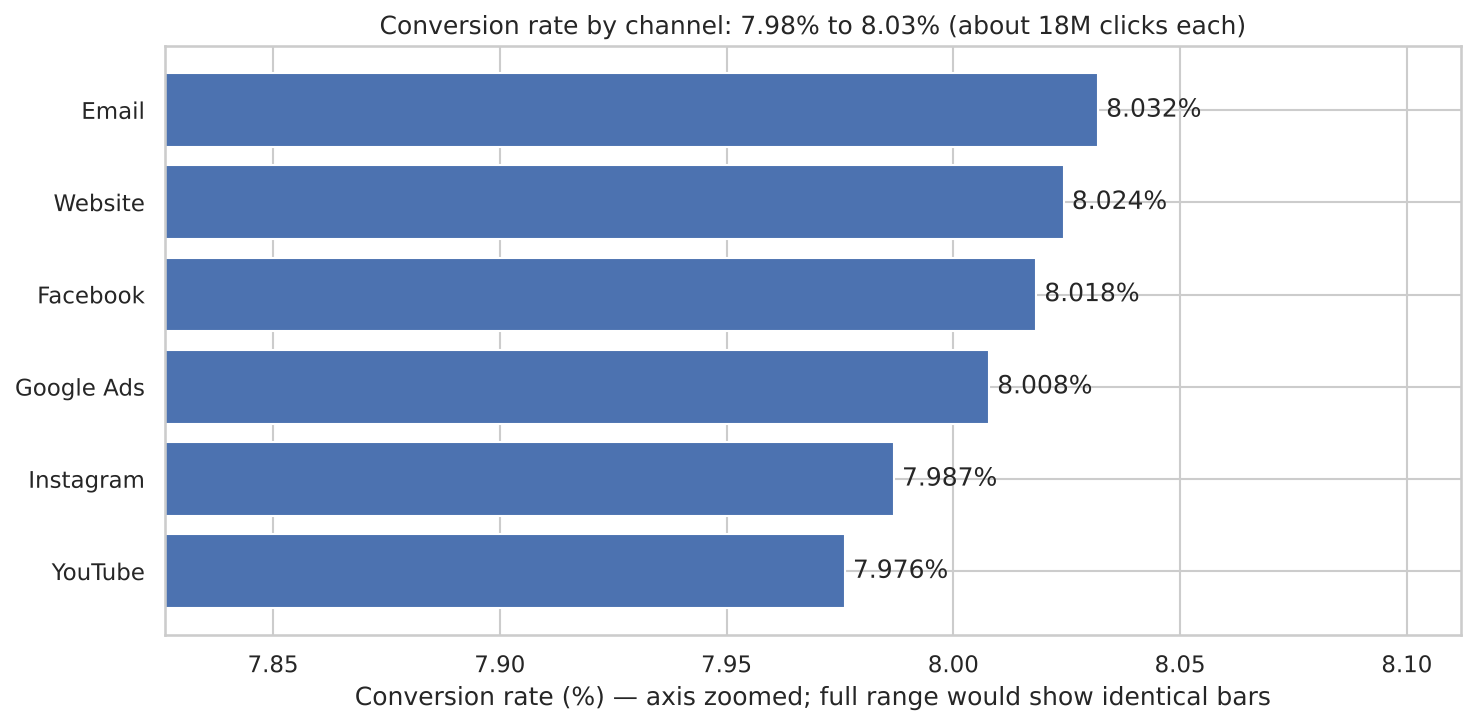 Conversion rate by channel: 7.98% to 8.03% (about 18M clicks each)
Email 8.032%
Website 8.024%
Facebook 8.018%
Google Ads 8.008%
Instagram 7.987%
YouTube 7.976%
7.85 7.90 7.95 8.00 8.05 8.10
Conversion rate (%) — axis zoomed; full range would show identical bars